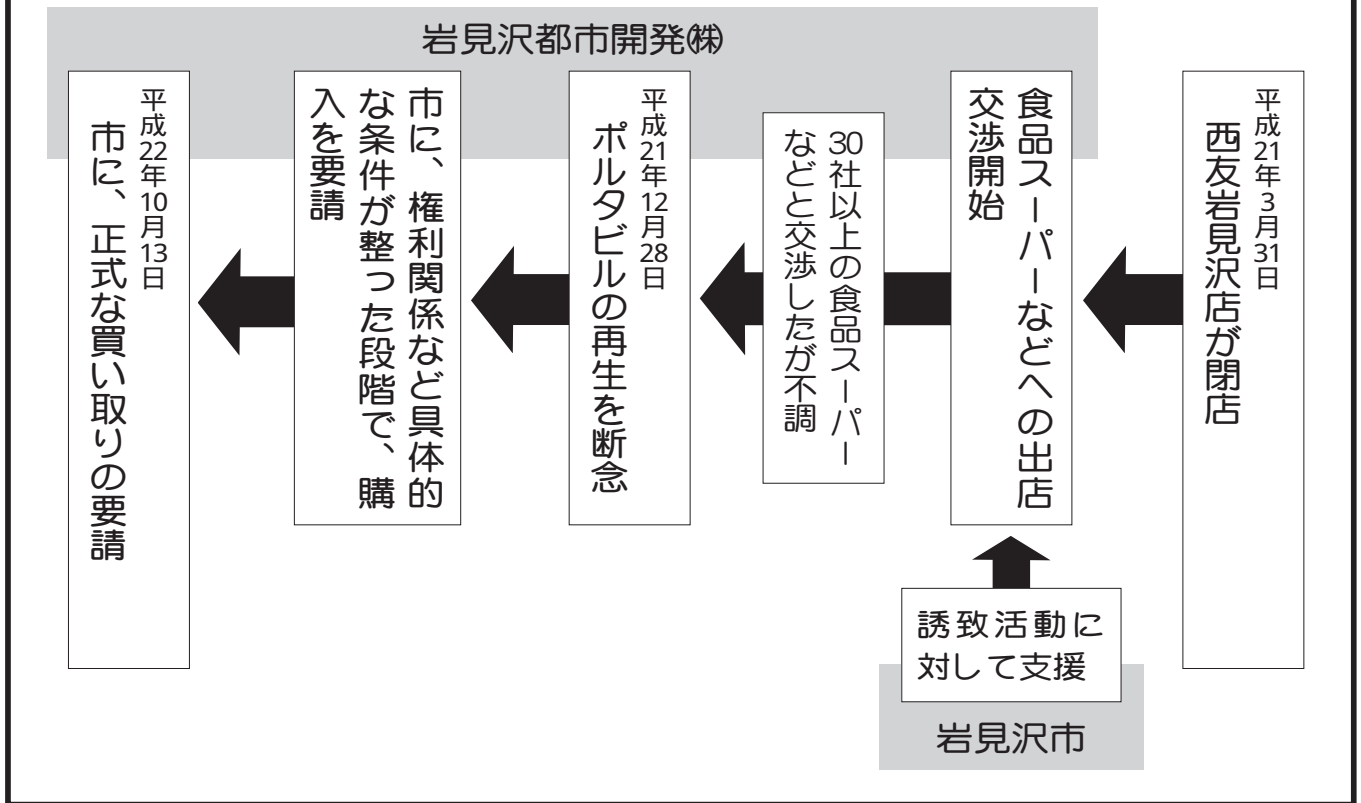 岩見沢都市開発㈱
平成21年3月31日
西友岩見沢店が閉店
食品スーパーなどへの出店
交渉開始
30社以上の食品スーパー
などと交渉したが不調
平成21年12月28日
ポルタビルの再生を断念
市に、権利関係など具体的
な条件が整った段階で、購
入を要請
平成22年10月13日
市に、正式な買い取りの要請
誘致活動に
対して支援
岩見沢市